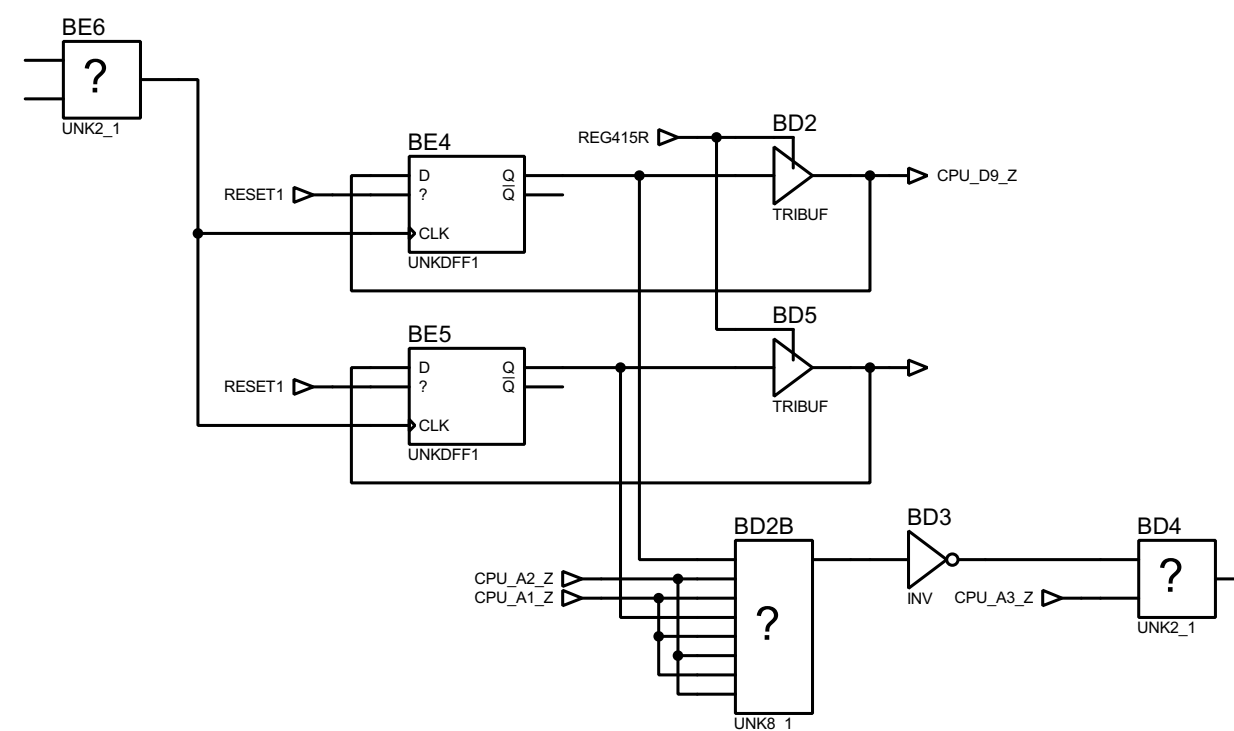 BE6
?
UNK2_1
BD2
REG415R
BE4
D
Q
CPU_D9_Z
RESET1
?
Q
TRIBUF
CLK
UNKDFF1
BD5
BE5
D
Q
RESET1
?
Q
TRIBUF
CLK
UNKDFF1
BD2B
BD3
BD4
CPU_A2_Z
?
CPU_A1_Z
INV
CPU_A3_Z
?
UNK2_1
UNK8_1